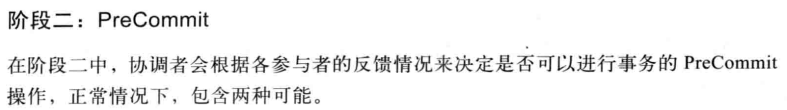 阶段二：PreCommit
在阶段二中，协调者会根据各参与者的反馈情况来决定是否可以进行事务的 PreCommit
操作，正常情况下，包含两种可能。